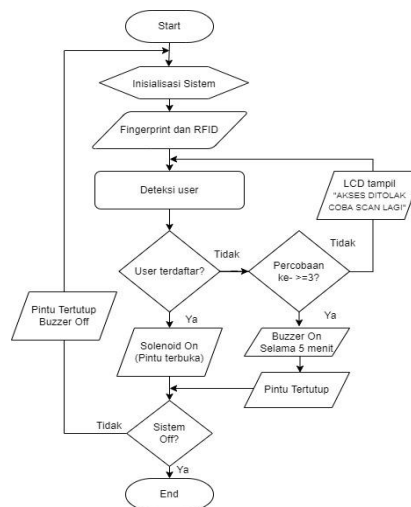 Start
Inisialisasi Sistem
Fingerprint dan RFID
Deteksi user
LCD tampil
"AKSES DITOLAK
COBA SCAN LAGI"
User terdaftar?
Tidak
Percobaan
ke- >=3?
Tidak
Ya
Ya
Pintu Tertutup
Buzzer Off
Solenoid On
(Pintu terbuka)
Buzzer On
Selama 5 menit
Pintu Tertutup
Sistem
Off?
Tidak
Ya
End